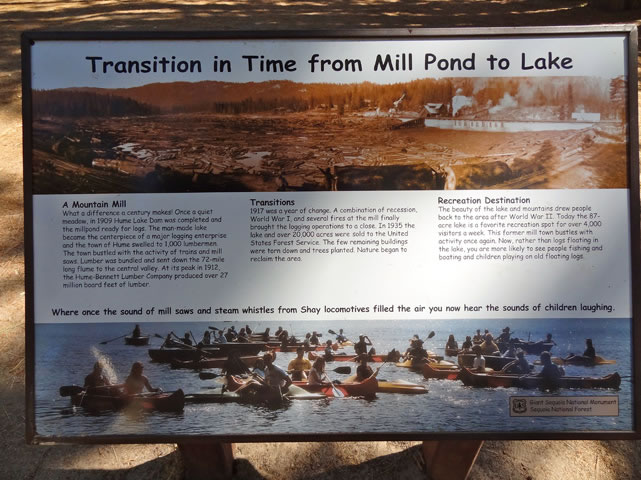 Transition in Time from Mill Pond to Lake
A Mountain Mill
What a difference a century makes! Once a quiet
meadow, in 1909 Hume Lake Dam was completed and
the millpond ready for logs. The man-made lake
became the centerpiece of a major logging enterprise
and the town of Hume swelled to 1,000 lumbermen.
The town bustled with the activity of trains and mill
saws. Lumber was bundled and sent down the 72-mile
long flume to the central valley. At its peak in 1912,
the Hume-Bennett Lumber Company produced over 27
million board feet of lumber.
Transitions
1917 was a year of change. A combination of recession,
World War I, and several fires at the mill finally
brought the logging operations to a close. In 1935 the
lake and over 20,000 acres were sold to the United
States Forest Service. The few remaining buildings
were torn down and trees planted. Nature began to
reclaim the area.
Recreation Destination
The beauty of the lake and mountains drew people
back to the area after World War II. Today the 87-
acre lake is a favorite recreation spot for over 4,000
visitors a week. This former mill town bustles with
activity once again. Now, rather than logs floating in
the lake, you are more likely to see people fishing and
boating and children playing on old floating logs.
Where once the sound of mill saws and steam whistles from Shay locomotives filled the air you now hear the sounds of children laughing.
Giant Sequoia National Monument
Sequoia National Forest